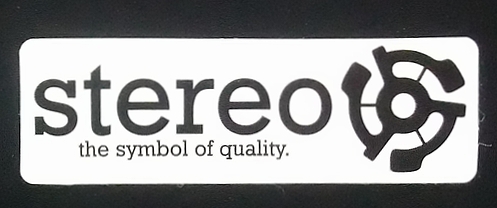 stereo
the symbol of quality.